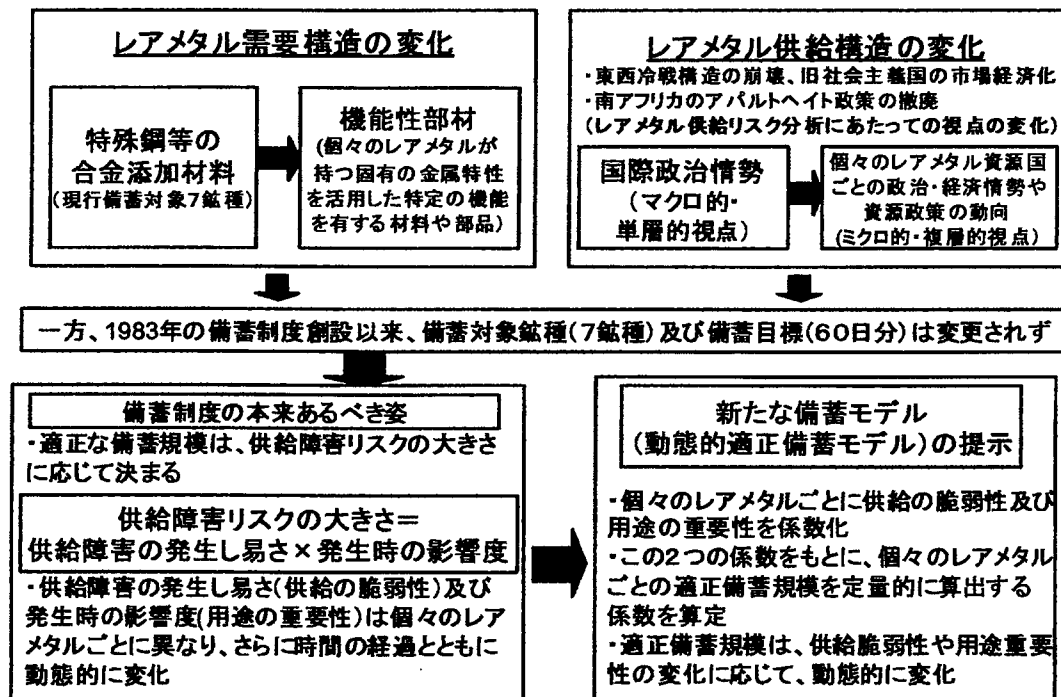 レアメタル需要構造の変化
特殊鋼等の
合金添加材料
(現行備蓄対象7鉱種)
機能性部材
(個々のレアメタルが
持つ固有の金属特性
を活用した特定の機能
を有する材料や部品)
レアメタル供給構造の変化
・東西冷戦構造の崩壊、旧社会主義国の市場経済化
・南アフリカのアパルトヘイト政策の撤廃
(レアメタル供給リスク分析にあたっての視点の変化)
国際政治情勢
(マクロ的・
単層的視点)
個々のレアメタル資源国
ごとの政治・経済情勢や
資源政策の動向
(ミクロ的・複層的視点)
一方、1983年の備蓄制度創設以来、備蓄対象鉱種(7鉱種)及び備蓄目標(60日分)は変更されず
備蓄制度の本来あるべき姿
・適正な備蓄規模は、供給障害リスクの大きさ
に応じて決まる
供給障害リスクの大きさ=
供給障害の発生し易さ×発生時の影響度
・供給障害の発生し易さ(供給の脆弱性)及び
発生時の影響度(用途の重要性)は個々のレア
メタルごとに異なり、さらに時間の経過とともに
動態的に変化
新たな備蓄モデル
(動態的適正備蓄モデル)の提示
・個々のレアメタルごとに供給の脆弱性及び
用途の重要性を係数化
・この2つの係数をもとに、個々のレアメタル
ごとの適正備蓄規模を定量的に算出する
係数を算定
・適正備蓄規模は、供給脆弱性や用途重要
性の変化に応じて、動態的に変化